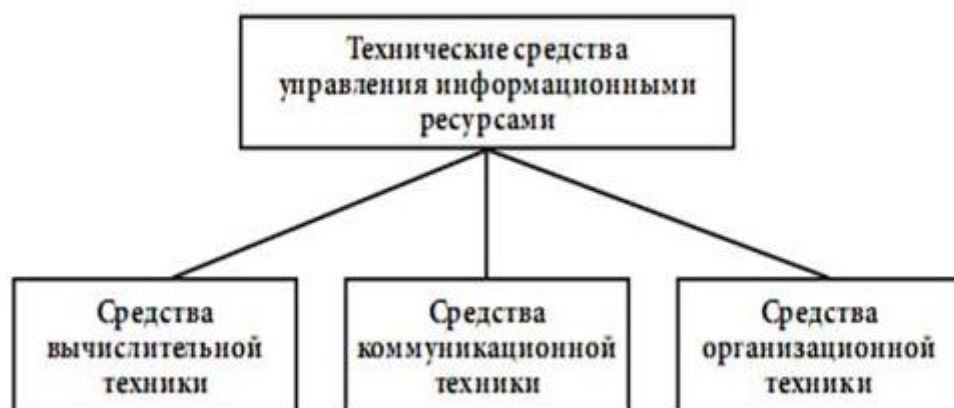 Технические средства
управления информационными
ресурсами
Средства
вычислительной
техники
Средства
коммуникационной
техники
Средства
организационной
техники